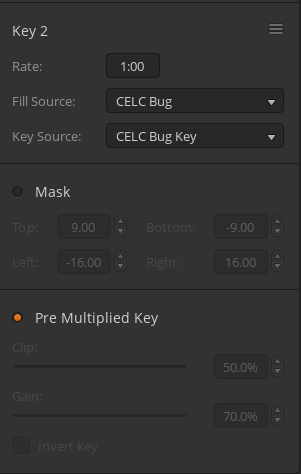 Key 2
Rate: 1:00
Fill Source: CELC Bug
Key Source: CELC Bug Key
Mask
Top: 9.00 Bottom: -9.00
Left: -16.00 Right: 16.00
Pre Multiplied Key
Clip:
50.0%
Gain:
70.0%
Invert key